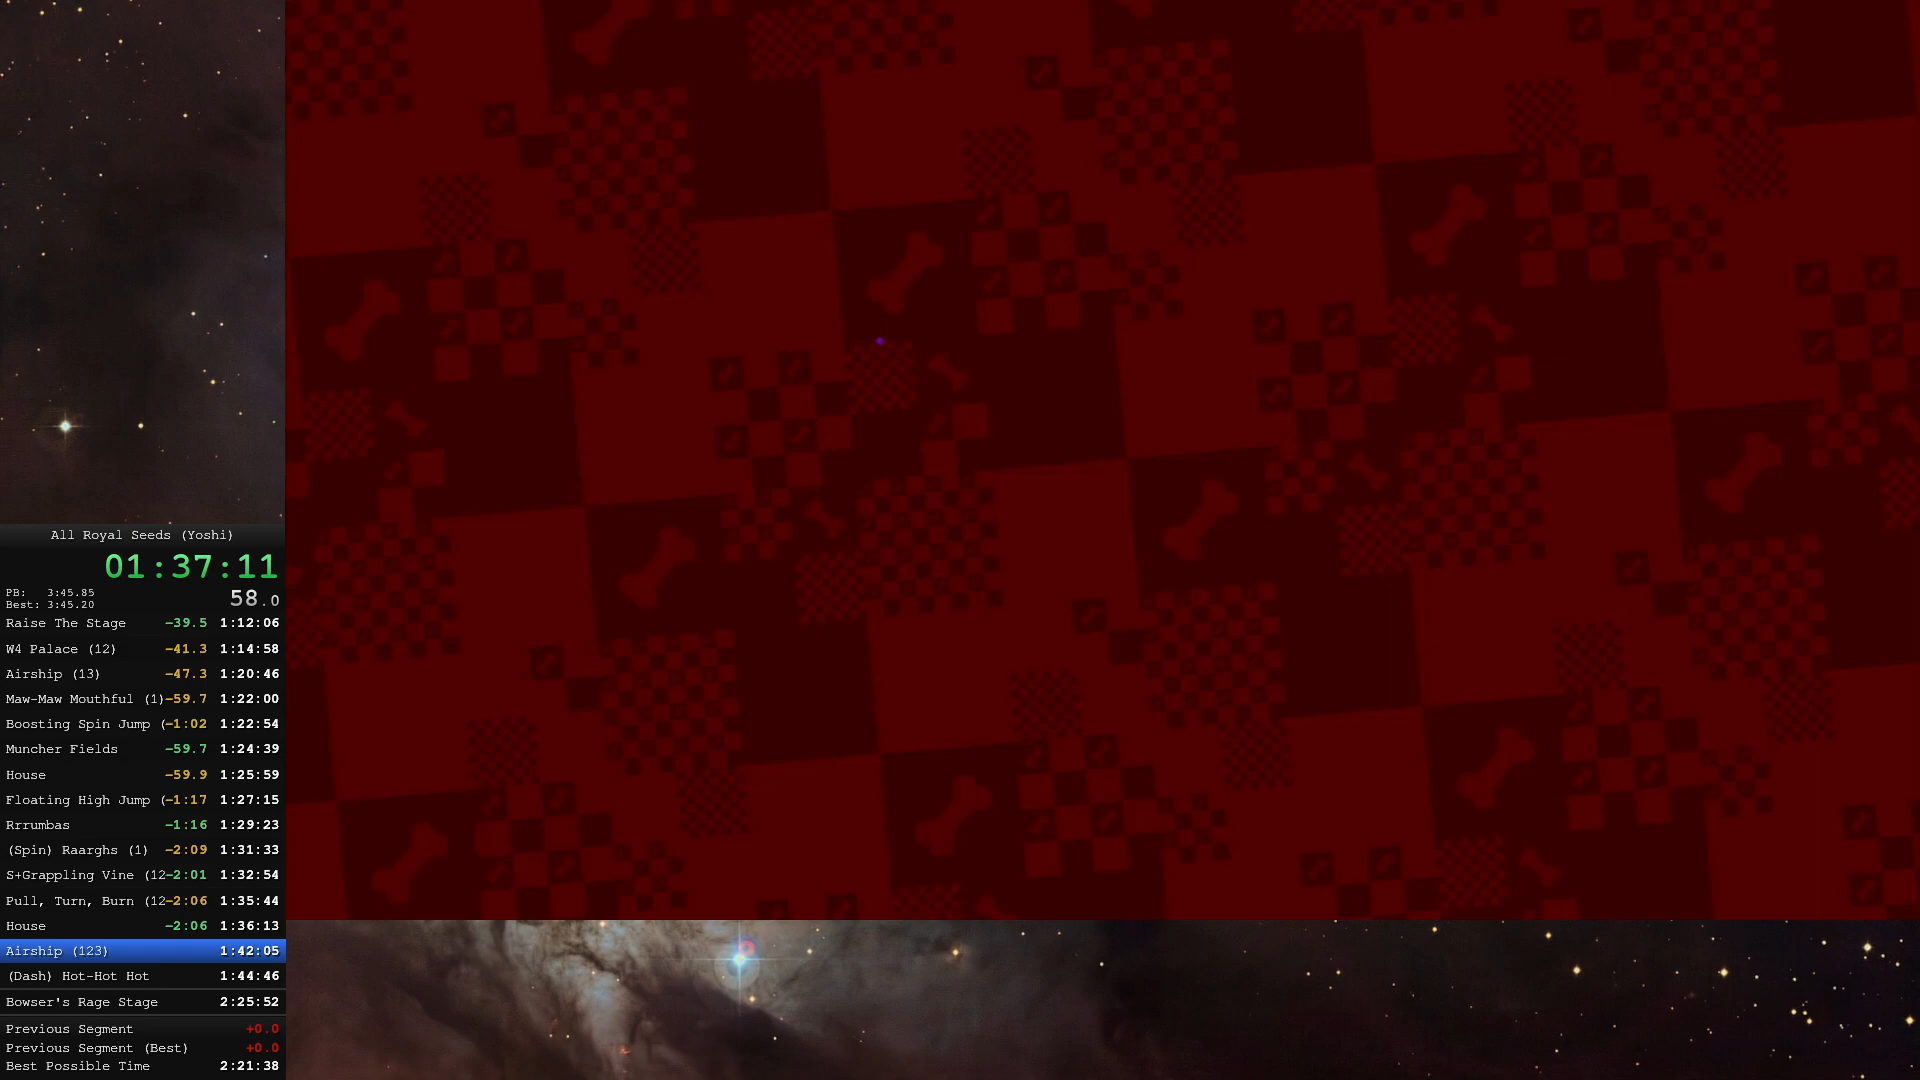 All Royal Seeds (Yoshi)
01:37:11
PB: 3:45.85
58.0
Best: 3:45.20
Raise The Stage -39.5 1:12:06
W4 Palace (12) -41.3 1:14:58
Airship (13) -47.3 1:20:46
Maw-Maw Mouthful (1) -59.7 1:22:00
Boosting Spin Jump ( -1:02 1:22:54
Muncher Fields -59.7 1:24:39
House -59.9 1:25:59
Floating High Jump ( -1:17 1:27:15
Rrrumbas -1:16 1:29:23
(Spin) Raarghs (1) -2:09 1:31:33
S+Grappling Vine (12 -2:01 1:32:54
Pull, Turn, Burn (12 -2:06 1:35:44
House -2:06 1:36:13
Airship (123) 1:42:05
(Dash) Hot-Hot Hot 1:44:46
Bowser's Rage Stage 2:25:52
Previous Segment +0.0
Previous Segment (Best) +0.0
Best Possible Time 2:21:38